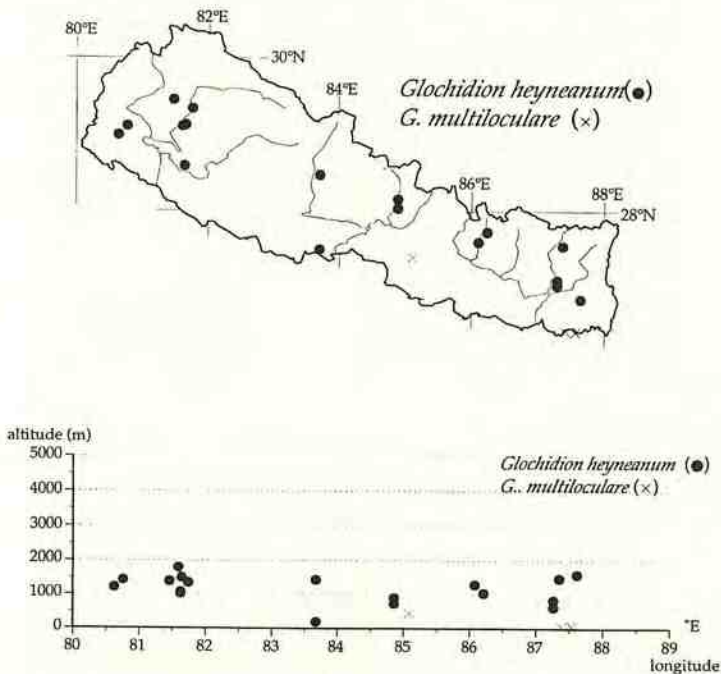 80°E
82°E
30°N
84°E
Glochidion heyneanum(●)
G. multiloculare (×)
86°E
88°E
28°N
altitude (m)
5000
4000
3000
2000
1000
0
Glochidion heyneanum (●)
G.. multiloculare (×)
80 81 82 83 84 85 86 87 88 89
°E
longitude